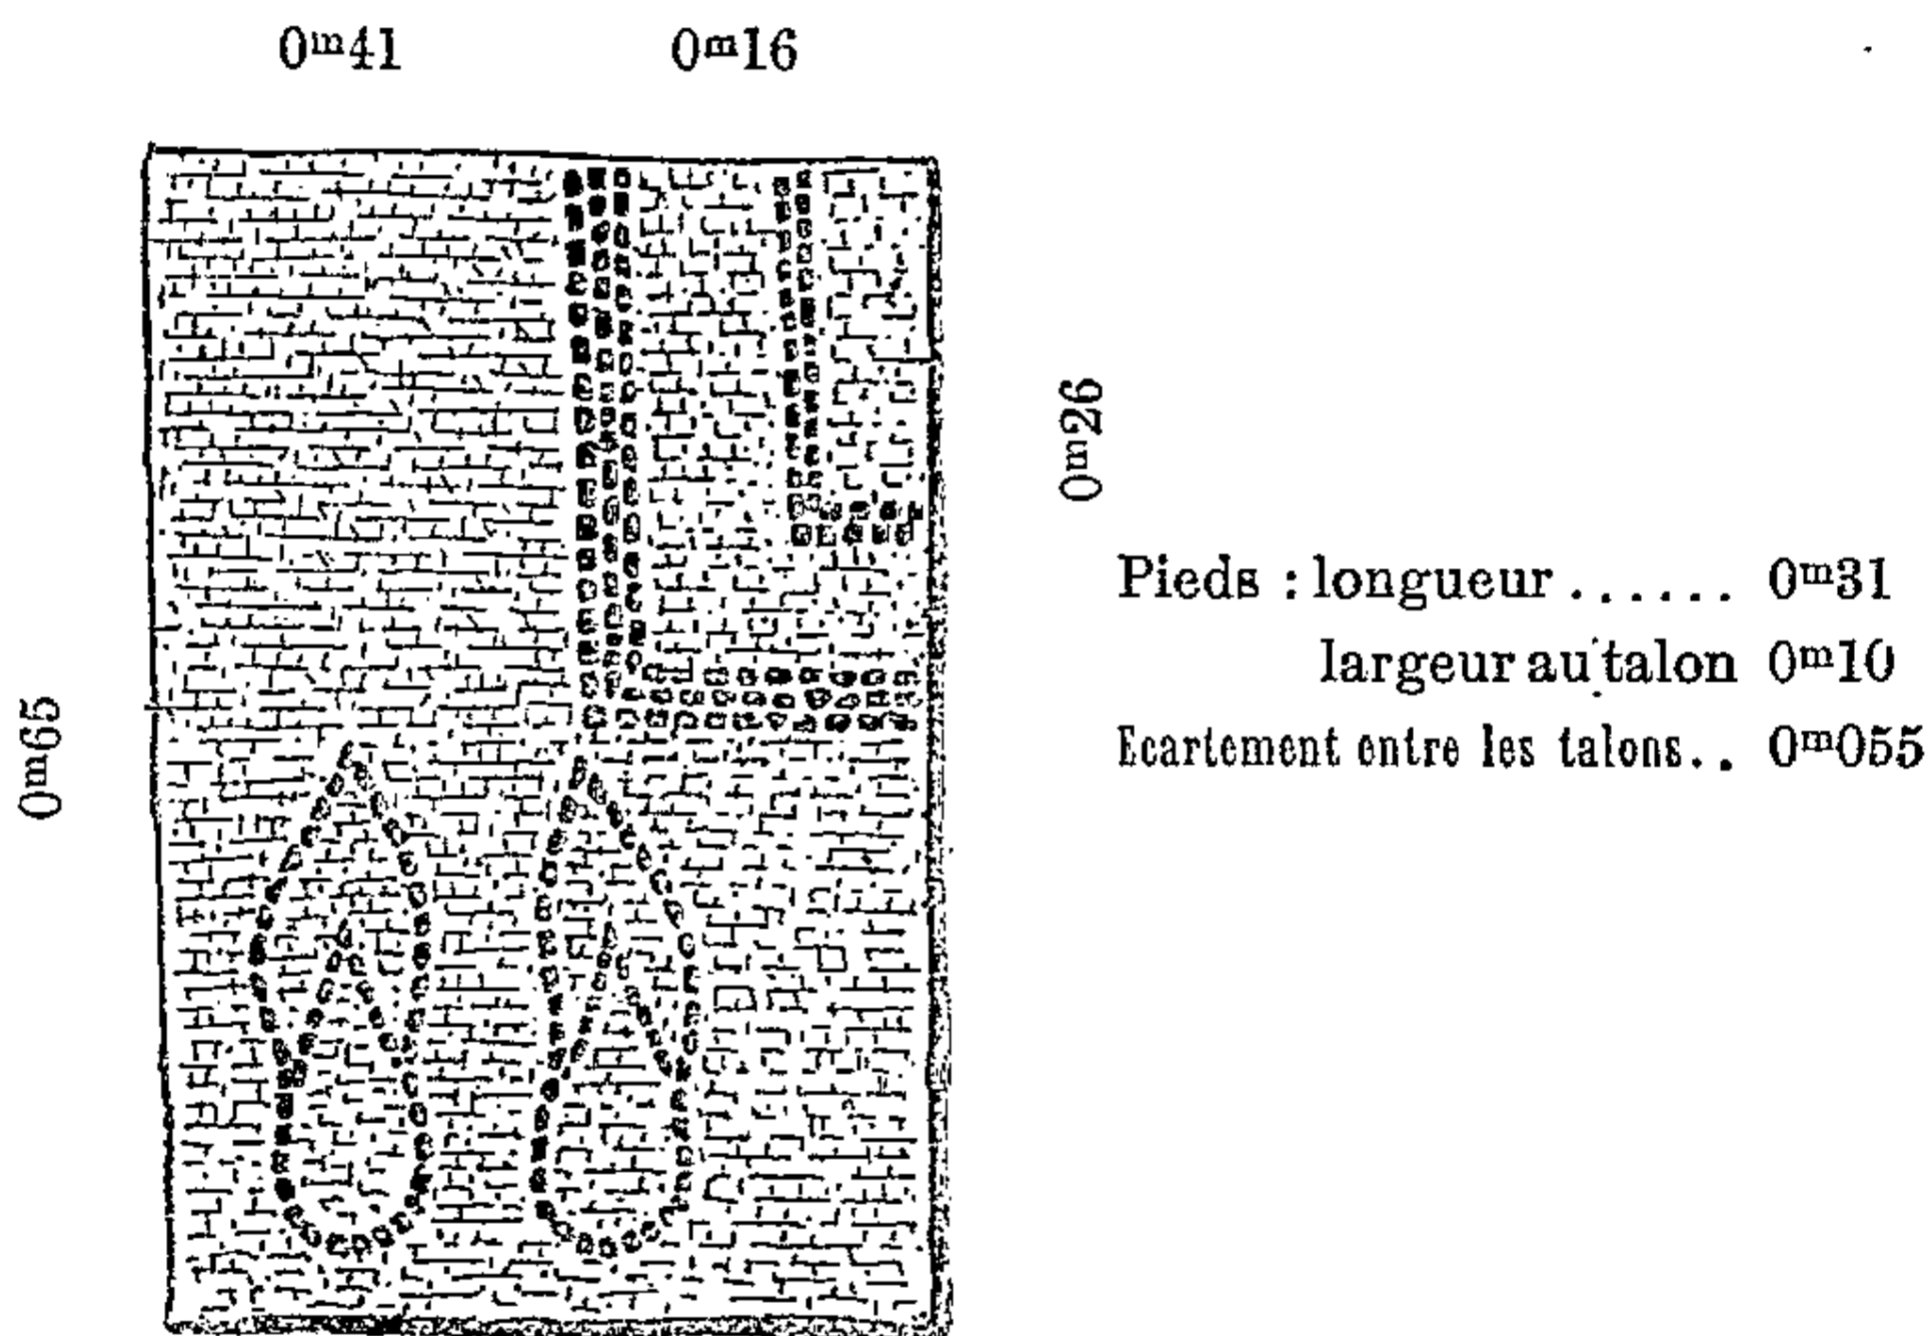 0ᵐ41 0ᵐ16
0ᵐ26
0ᵐ65
Pieds : longueur ...... 0ᵐ31
largeur au talon 0ᵐ10
Ecartement entre les talons.. 0ᵐ055